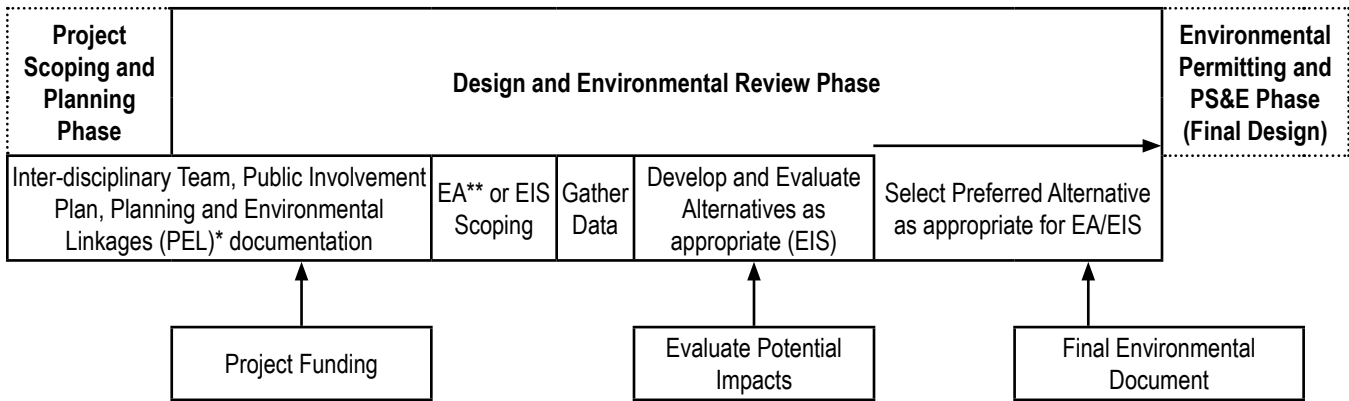 Project
Scoping and
Planning
Phase
Design and Environmental Review Phase
Environmental
Permitting and
PS&E Phase
(Final Design)
Inter-disciplinary Team, Public Involvement
Plan, Planning and Environmental
Linkages (PEL)* documentation
EA** or EIS
Scoping
Gather
Data
Develop and Evaluate
Alternatives as
appropriate (EIS)
Select Preferred Alternative
as appropriate for EA/EIS
Project Funding
Evaluate Potential
Impacts
Final Environmental
Document